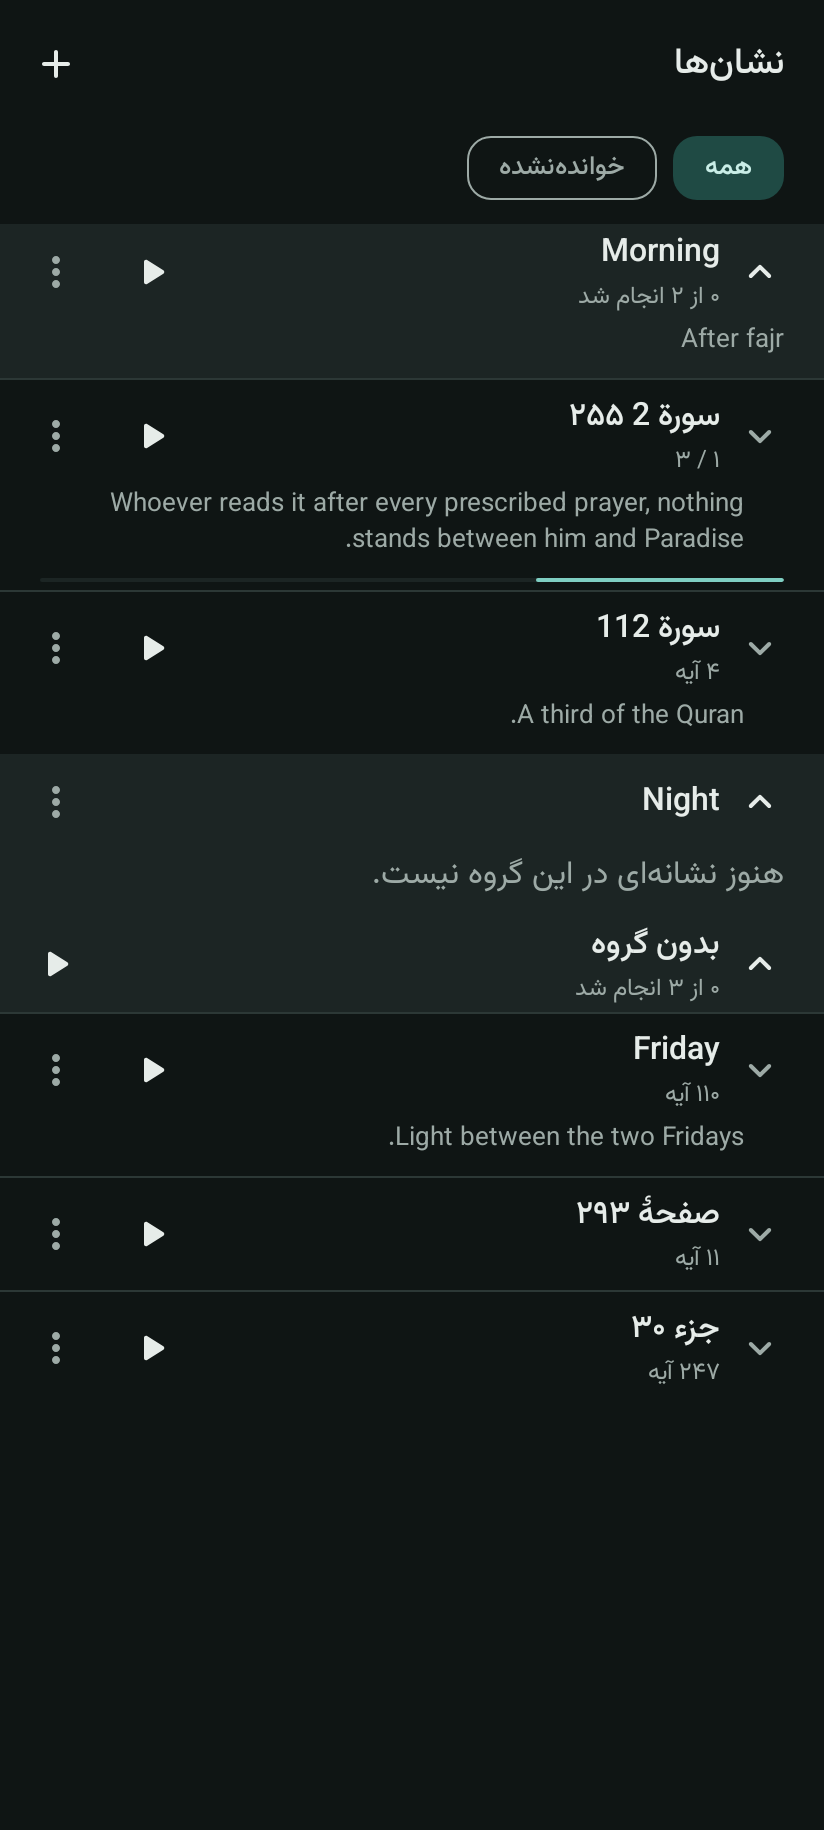 نشان‌ها
همه
خوانده‌نشده
Morning
۰ از ۲ انجام شد
After fajr
سورة 2 ۲۵۵
۱ / ۳
Whoever reads it after every prescribed prayer, nothing
stands between him and Paradise.
سورة 112
۴ آیه
A third of the Quran.
Night
هنوز نشانه‌ای در این گروه نیست.
بدون گروه
۰ از ۳ انجام شد
Friday
۱۱۰ آیه
Light between the two Fridays.
صفحهٔ ۲۹۳
۱۱ آیه
جزء ۳۰
۲۴۷ آیه